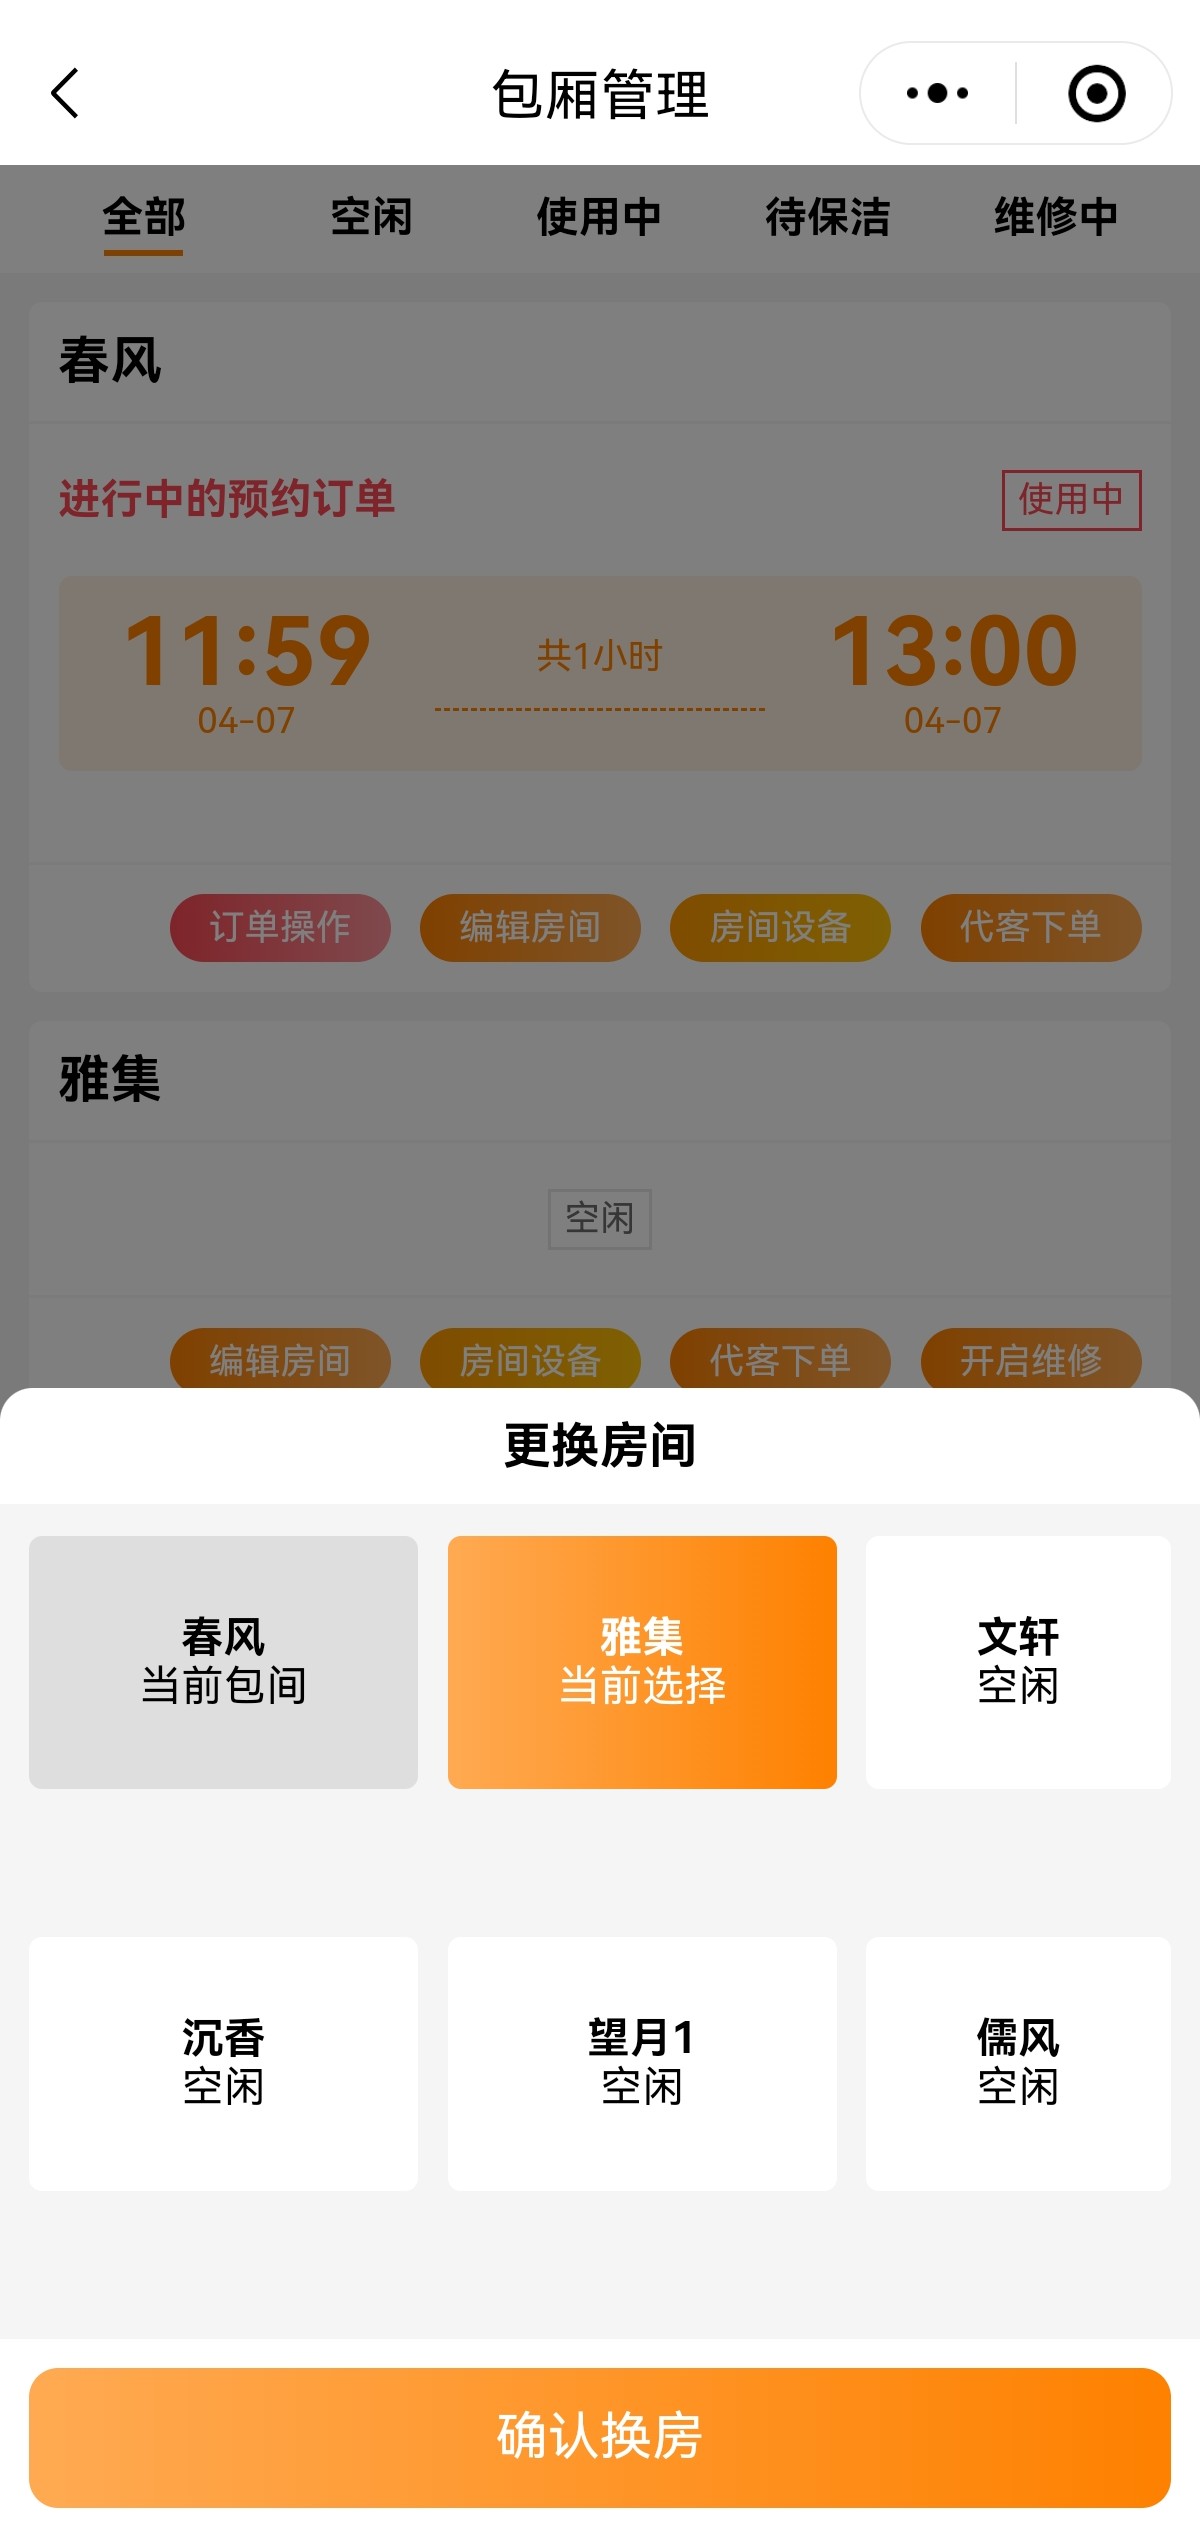 包厢管理
全部 空闲 使用中 待保洁 维修中
春风
进行中的预约订单 使用中
11:59 共1小时 13:00
04-07 04-07
订单操作 编辑房间 房间设备 代客下单
雅集
空闲
编辑房间 房间设备 代客下单 开启维修
更换房间
春风 雅集 文轩
当前包间 当前选择 空闲
沉香 望月1 儒风
空闲 空闲 空闲
确认换房